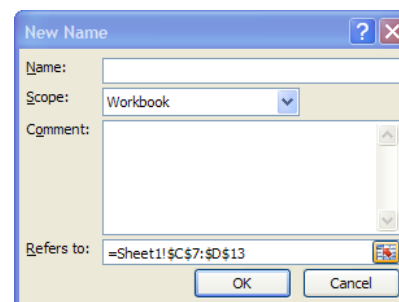 New Name
Name:
Scope: Workbook
Comment:
Refers to: =Sheet1!$C$7:$D$13
OK Cancel